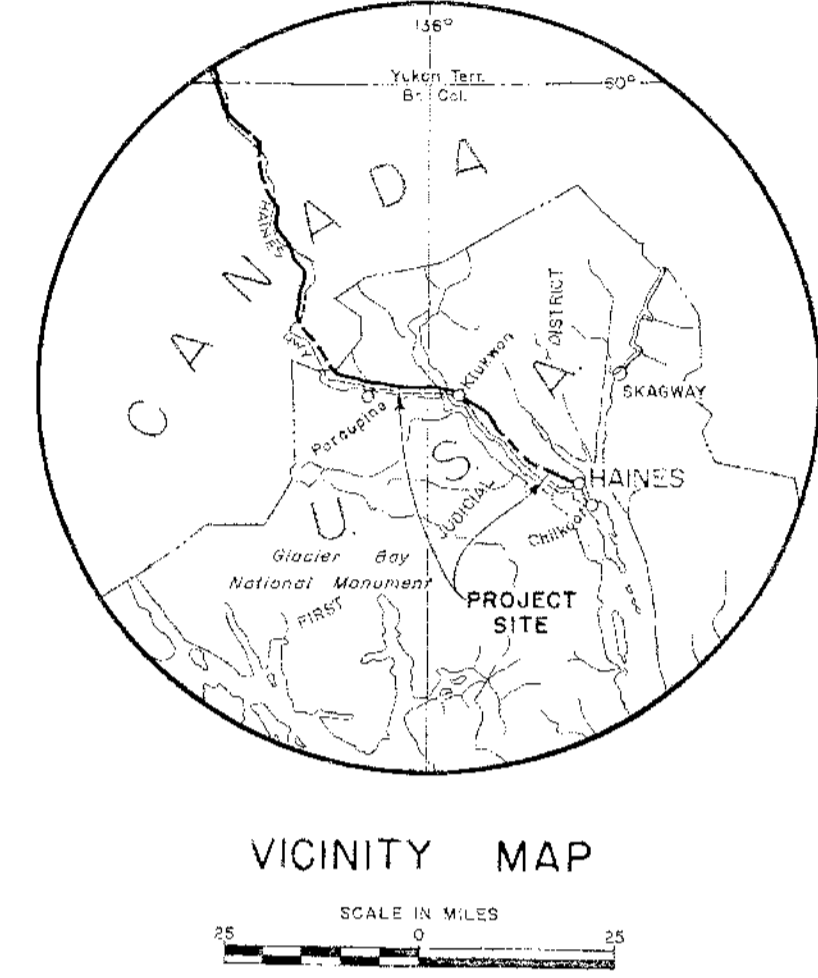 136°
Yukon Terr.
Br. Col.
60°
CANADA
HAINES
HWY
DISTRICT
Klukwan
SKAGWAY
Porcupine
U. S. A.
HAINES
JUDICIAL
Chilkoot
Glacier Bay
National Monument
FIRST
PROJECT
SITE
VICINITY MAP
SCALE IN MILES
25 0 25